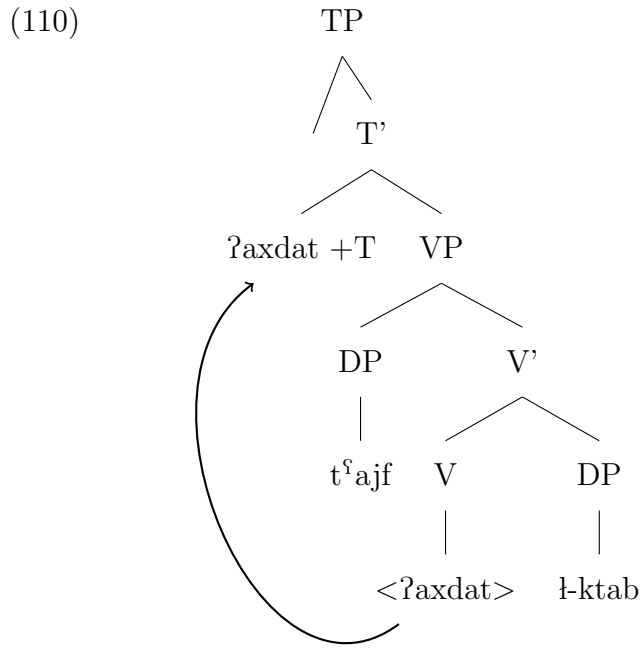 (110) TP
T’
ʔaxdat +T VP
DP V’
tˤajf V DP
<ʔaxdat> ɫ-ktab